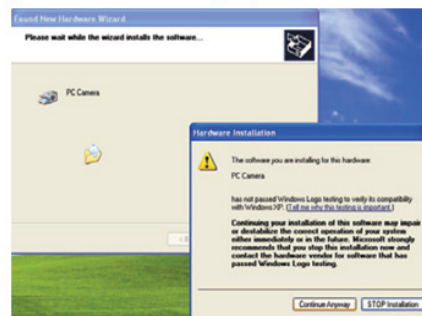 Found New Hardware Wizard
Please wait while the wizard installs the software...
PC Camera
Hardware Installation
The software you are installing for this hardware:
PC Camera
has not passed Windows Logo testing to verify its compatibility
with Windows XP. (Tell me why this testing is important.)
Continuing your installation of this software may impair
or destabilize the correct operation of your system
either immediately or in the future. Microsoft strongly
recommends that you stop this installation now and
contact the hardware vendor for software that has
passed Windows Logo testing.
Continue Anyway
STOP Installation